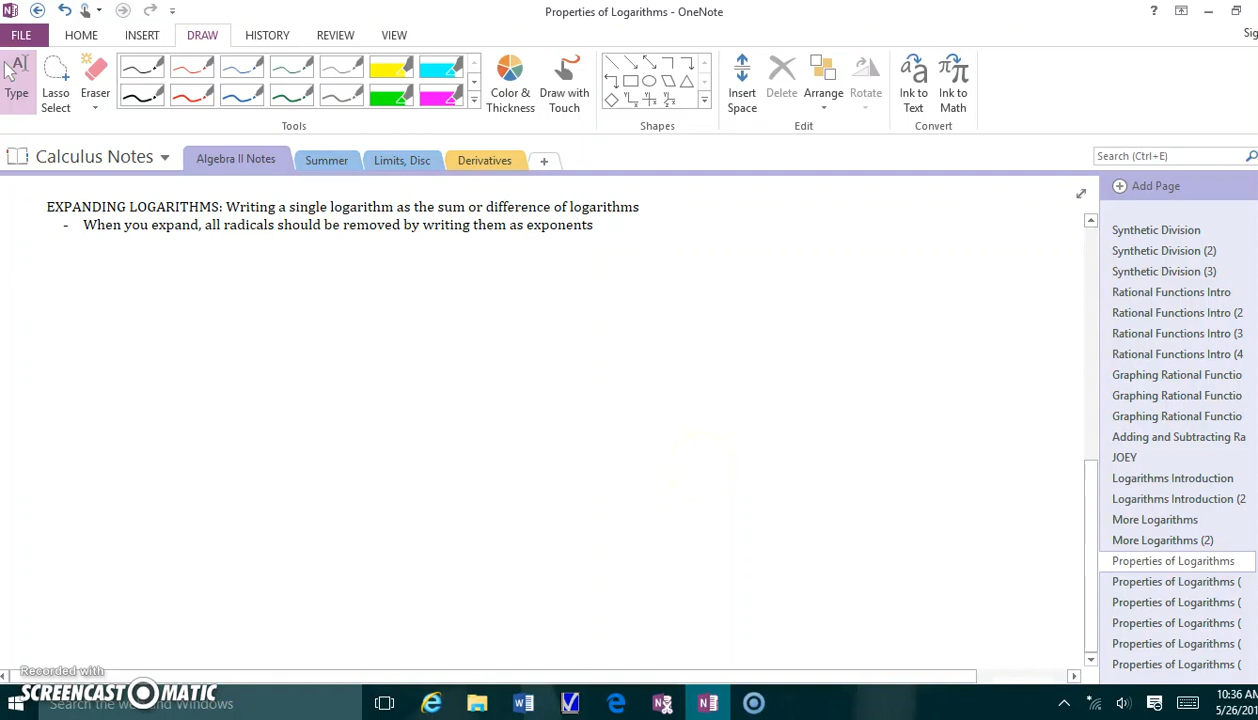 Properties of Logarithms - OneNote
?
Sig
FILE HOME INSERT DRAW HISTORY REVIEW VIEW
Type
Lasso Select
Eraser
Color & Thickness
Draw with Touch
Insert Space
Delete
Arrange
Rotate
Ink to Text
Ink to Math
Tools
Shapes
Edit
Convert
Calculus Notes
Algebra II Notes
Summer
Limits, Disc
Derivatives
Search (Ctrl+E)
EXPANDING LOGARITHMS: Writing a single logarithm as the sum or difference of logarithms
- When you expand, all radicals should be removed by writing them as exponents
Add Page
Synthetic Division
Synthetic Division (2)
Synthetic Division (3)
Rational Functions Intro
Rational Functions Intro (2
Rational Functions Intro (3
Rational Functions Intro (4
Graphing Rational Functio
Graphing Rational Functio
Graphing Rational Functio
Adding and Subtracting Ra
JOEY
Logarithms Introduction
Logarithms Introduction (2
More Logarithms
More Logarithms (2)
Properties of Logarithms
Properties of Logarithms (
Properties of Logarithms (
Properties of Logarithms (
Properties of Logarithms (
Properties of Logarithms (
Recorded with
SCREENCAST MATIC
Search the web and Windows
10:36 AM
5/26/201